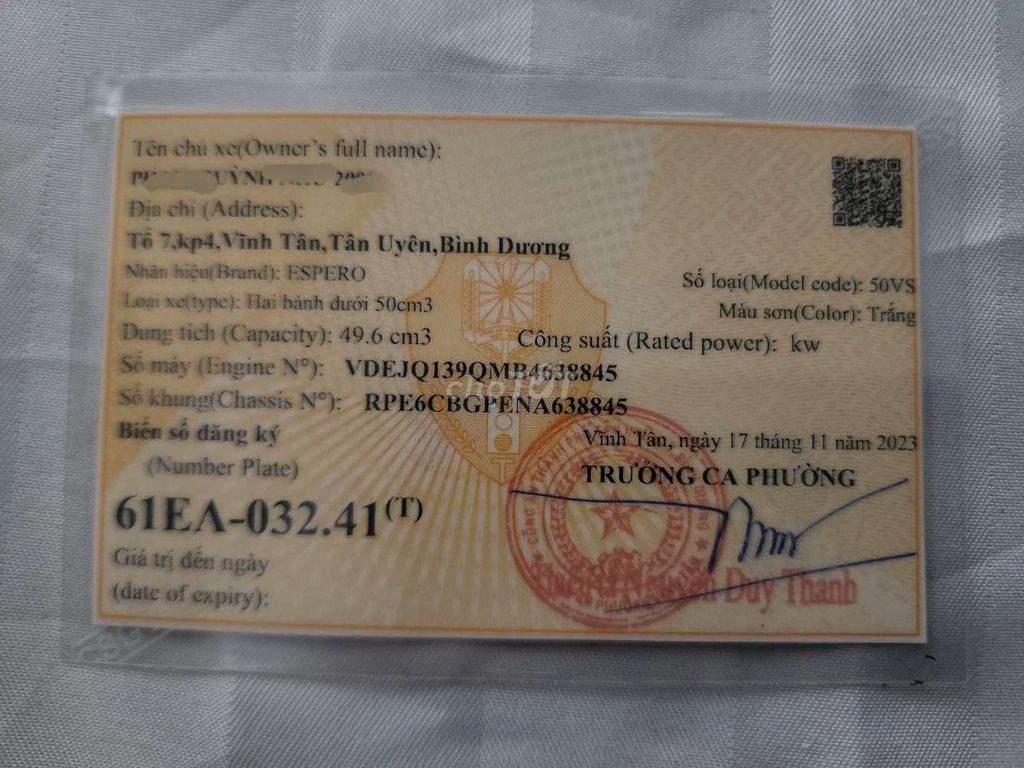 Tên chủ xe(Owner's full name):
Địa chỉ (Address):
Tổ 7,kp4,Vĩnh Tân,Tân Uyên,Bình Dương
Nhãn hiệu(Brand): ESPERO
Số loại(Model code): 50VS
Loại xe(type): Hai bánh dưới 50cm3
Màu sơn(Color): Trắng
Dung tích (Capacity): 49.6 cm3
Công suất (Rated power): kw
Số máy (Engine N°): VDEJQ139QMB4638845
Số khung(Chassis N°): RPE6CBGPENA638845
chợTỐT
Biển số đăng ký
Vĩnh Tân, ngày 17 tháng 11 năm 2023
(Number Plate)
TRƯỞNG CA PHƯỜNG
61EA-032.41(T)
Giá trị đến ngày
(date of expiry):
Nguyễn Duy Thanh